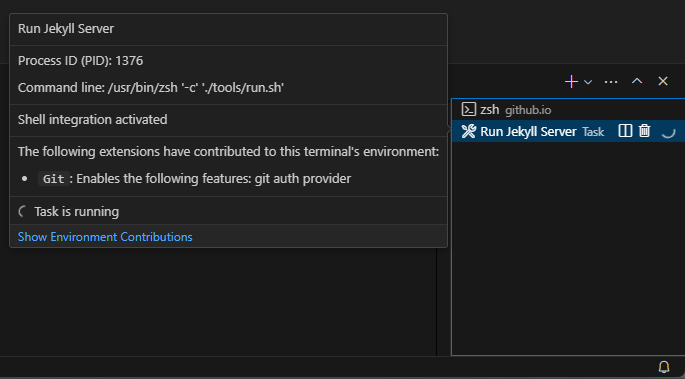 Run Jekyll Server
Process ID (PID): 1376
Command line: /usr/bin/zsh '-c' './tools/run.sh'
Shell integration activated
The following extensions have contributed to this terminal's environment:
• Git: Enables the following features: git auth provider
Task is running
Show Environment Contributions
zsh github.io
Run Jekyll Server Task